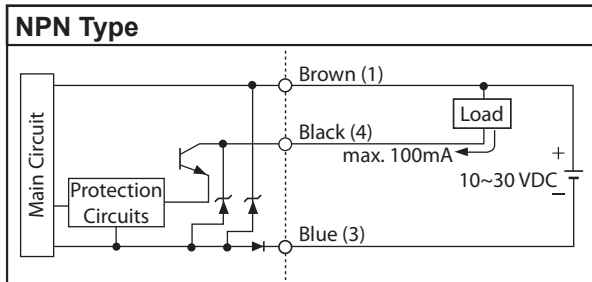 NPN Type
Main Circuit
Protection
Circuits
Brown (1)
Black (4)
Blue (3)
Load
max. 100mA
+
10~30 VDC
−